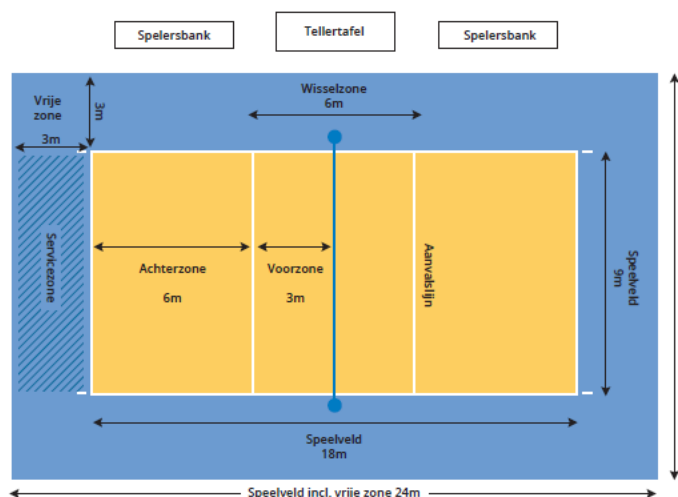 Spelersbank
Tellertafel
Spelersbank
Vrije
zone
3m
3m
Wisselzone
6m
Servicezone
Achterzone
6m
Voorzone
3m
Aanvalslijn
Speelveld
9m
Speelveld
18m
Speelveld incl. vrije zone 24m